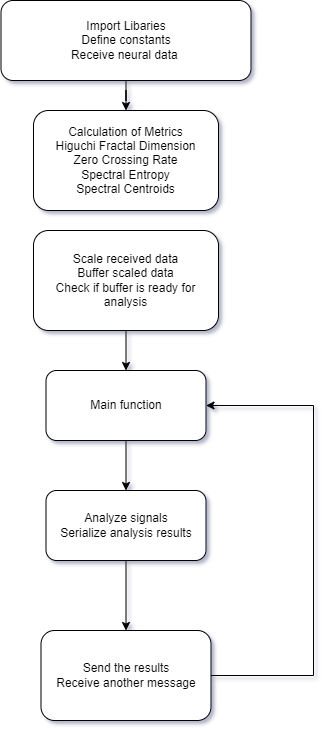 Import Libaries
Define constants
Receive neural data
Calculation of Metrics
Higuchi Fractal Dimension
Zero Crossing Rate
Spectral Entropy
Spectral Centroids
Scale received data
Buffer scaled data
Check if buffer is ready for
analysis
Main function
Analyze signals
Serialize analysis results
Send the results
Receive another message